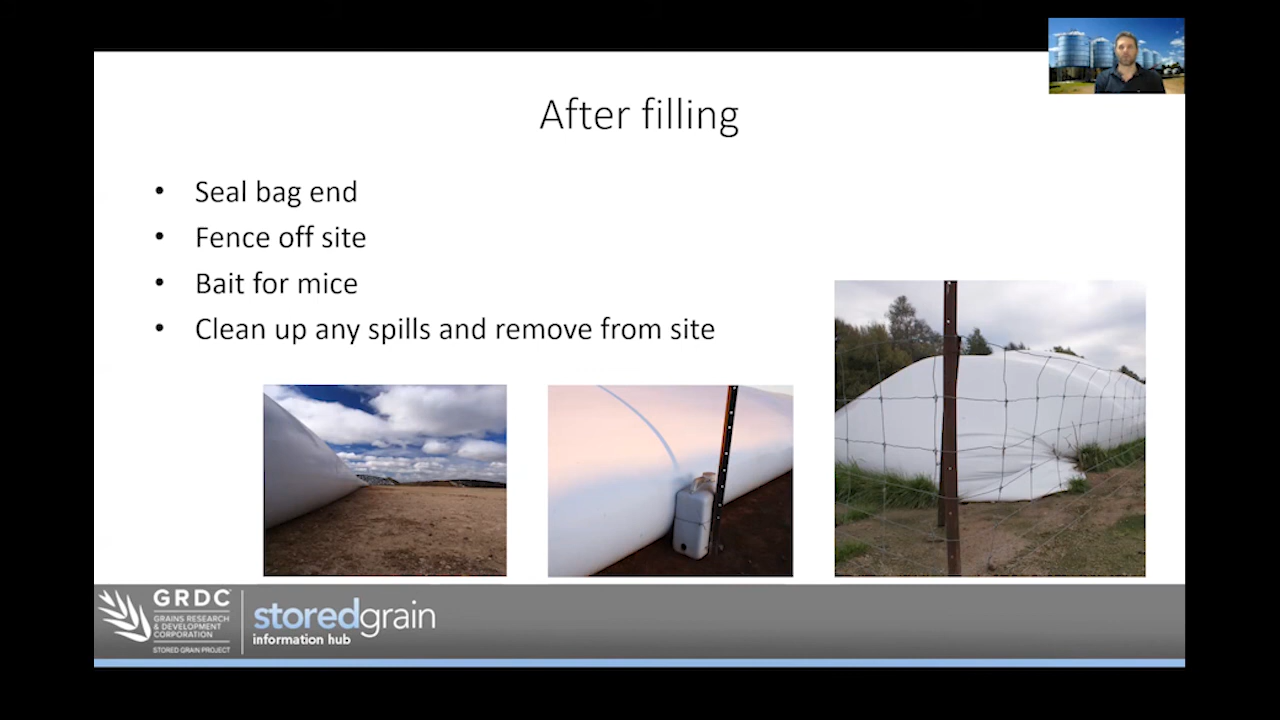 After filling
• Seal bag end
• Fence off site
• Bait for mice
• Clean up any spills and remove from site
GRDC
GRAINS RESEARCH
& DEVELOPMENT
CORPORATION
STORED GRAIN PROJECT
storedgrain
information hub